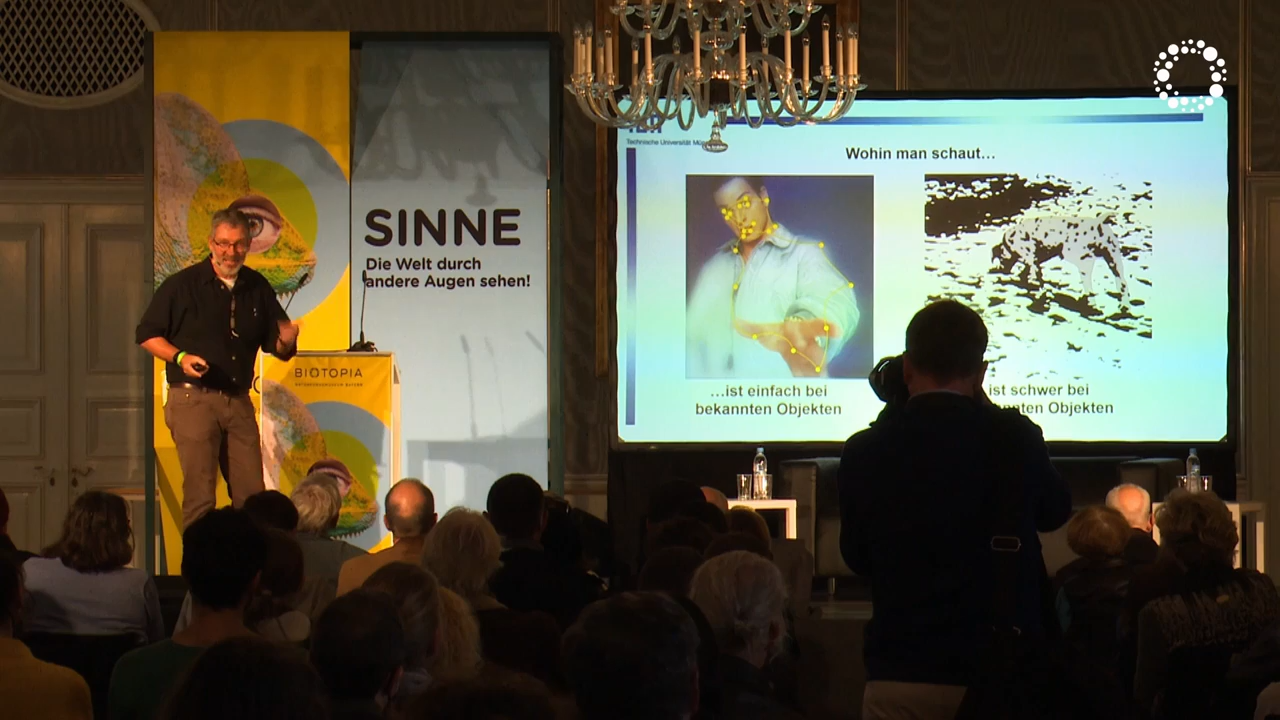 SINNE
Die Welt durch
andere Augen sehen!
BIOTOPIA
Technische Universität
Wohin man schaut…
…ist einfach bei
bekannten Objekten
ist schwer bei
Objekten